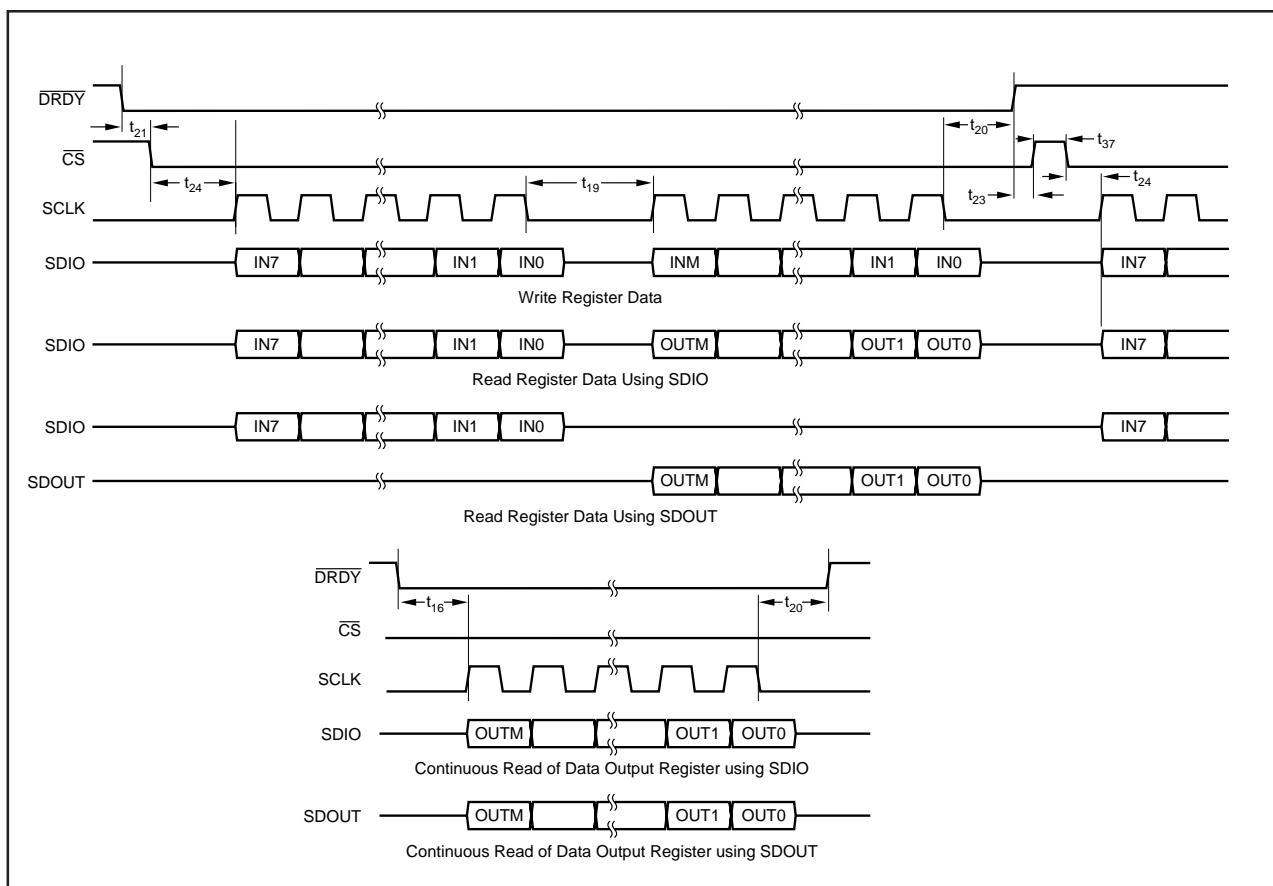 DRDY
t21
t20
CS
t37
t24
t19
t23
t24
SCLK
SDIO IN7 IN1 IN0 INM IN1 IN0 IN7
Write Register Data
SDIO IN7 IN1 IN0 OUTM OUT1 OUT0 IN7
Read Register Data Using SDIO
SDIO IN7 IN1 IN0 IN7
SDOUT OUTM OUT1 OUT0
Read Register Data Using SDOUT
DRDY
t16 t20
CS
SCLK
SDIO OUTM OUT1 OUT0
Continuous Read of Data Output Register using SDIO
SDOUT OUTM OUT1 OUT0
Continuous Read of Data Output Register using SDOUT